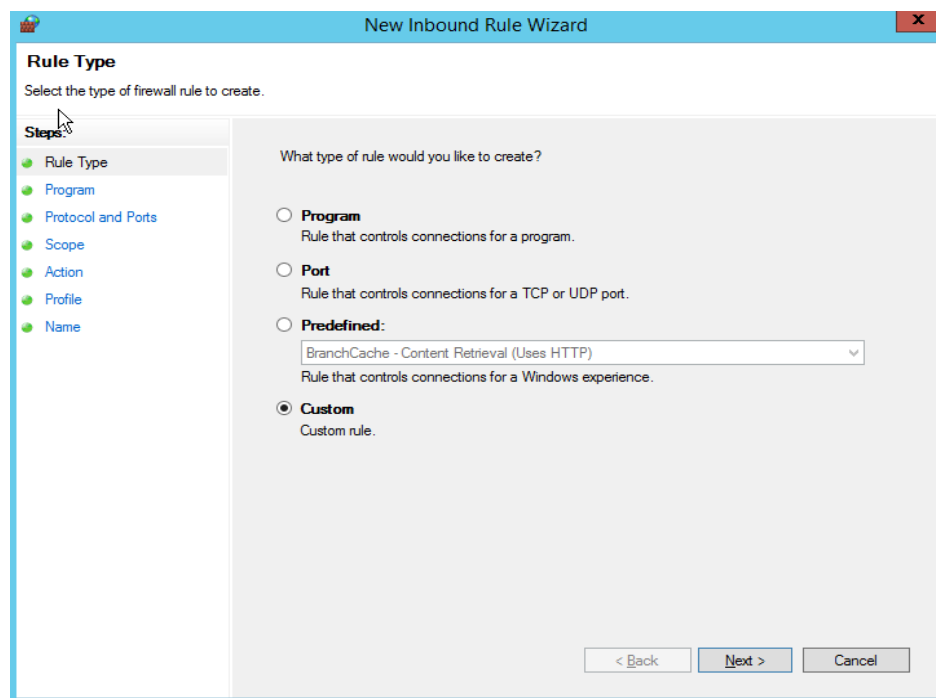 New Inbound Rule Wizard
x
Rule Type
Select the type of firewall rule to create.
Steps:
Rule Type
Program
Protocol and Ports
Scope
Action
Profile
Name
What type of rule would you like to create?
Program
Rule that controls connections for a program.
Port
Rule that controls connections for a TCP or UDP port.
Predefined:
BranchCache - Content Retrieval (Uses HTTP)
Rule that controls connections for a Windows experience.
Custom
Custom rule.
< Back
Next >
Cancel